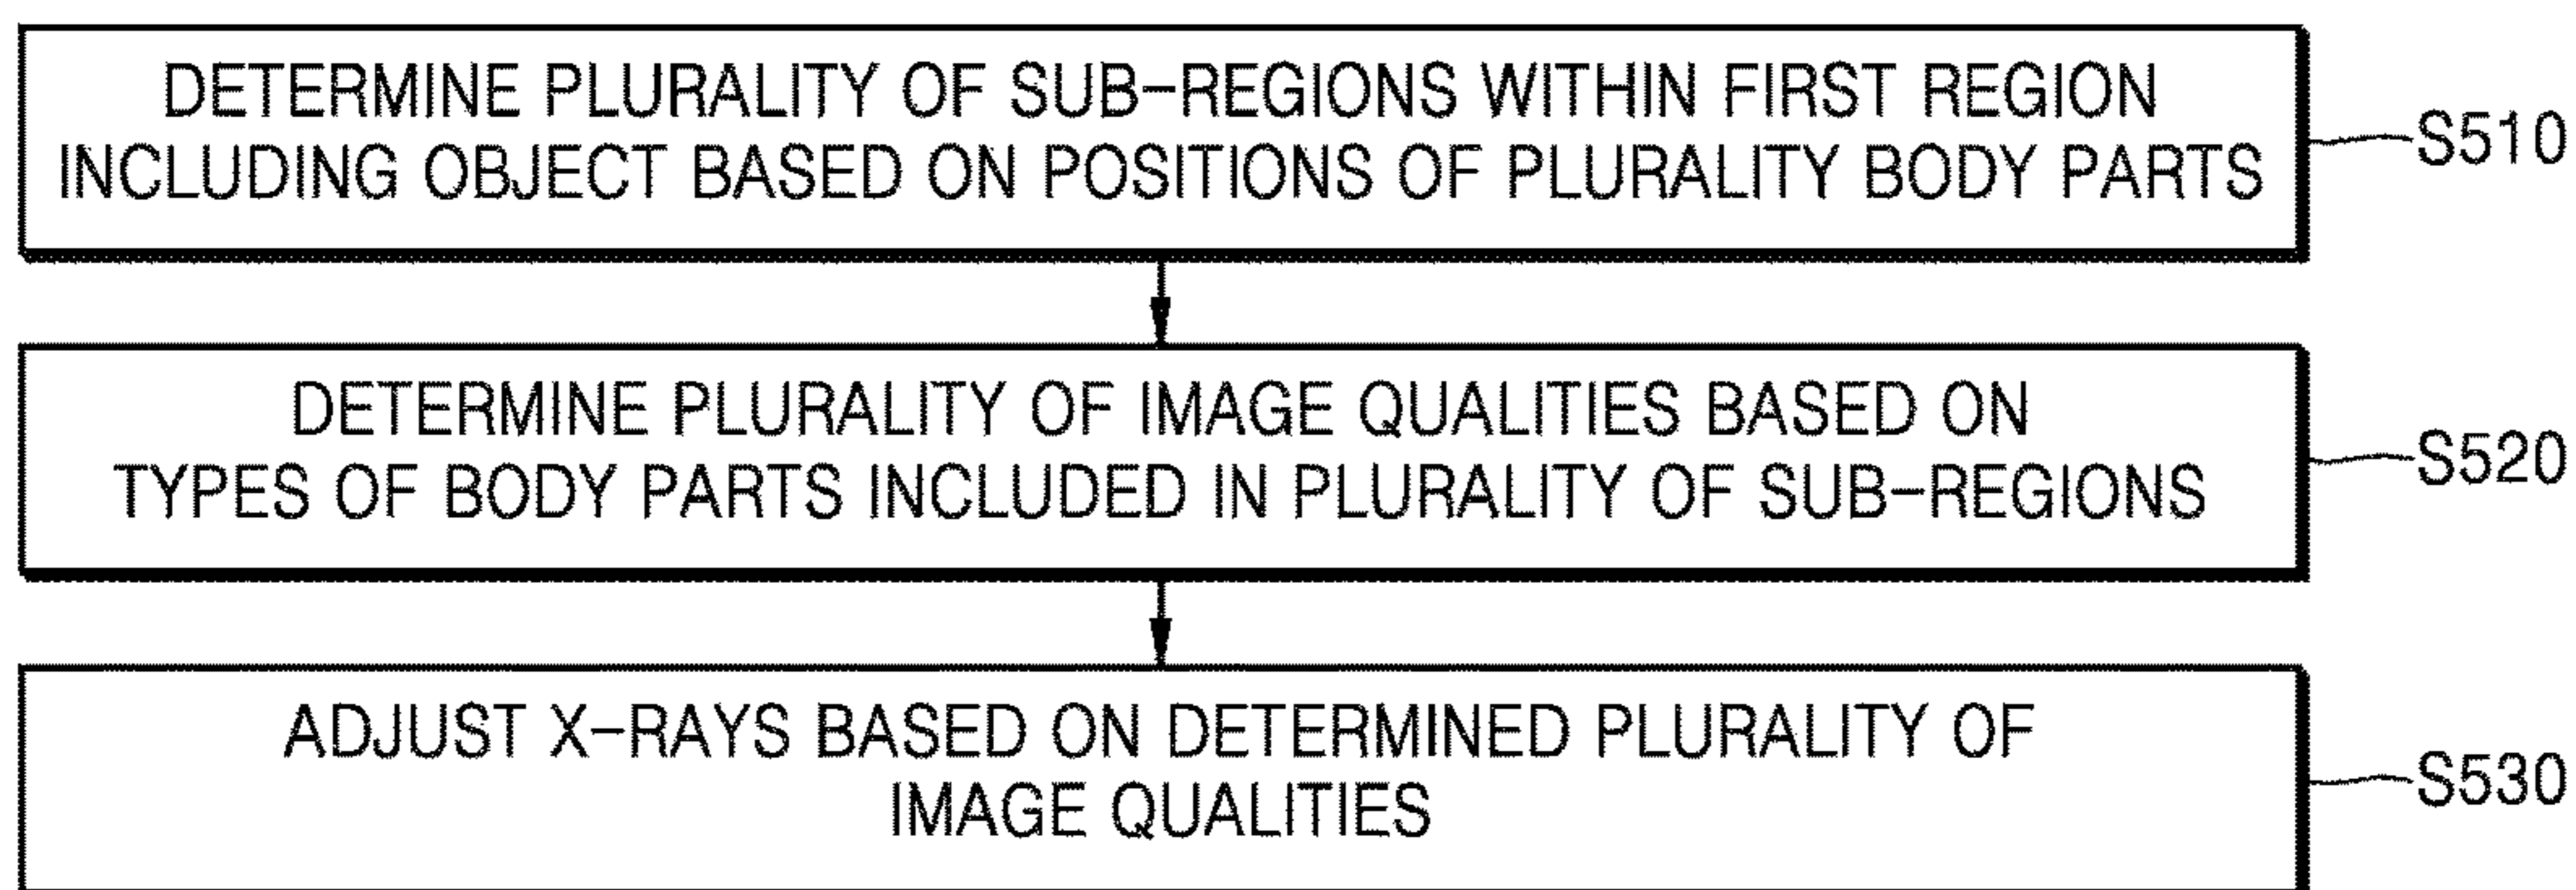 DETERMINE PLURALITY OF SUB-REGIONS WITHIN FIRST REGION
INCLUDING OBJECT BASED ON POSITIONS OF PLURALITY BODY PARTS
S510
DETERMINE PLURALITY OF IMAGE QUALITIES BASED ON
TYPES OF BODY PARTS INCLUDED IN PLURALITY OF SUB-REGIONS
S520
ADJUST X-RAYS BASED ON DETERMINED PLURALITY OF
IMAGE QUALITIES
S530